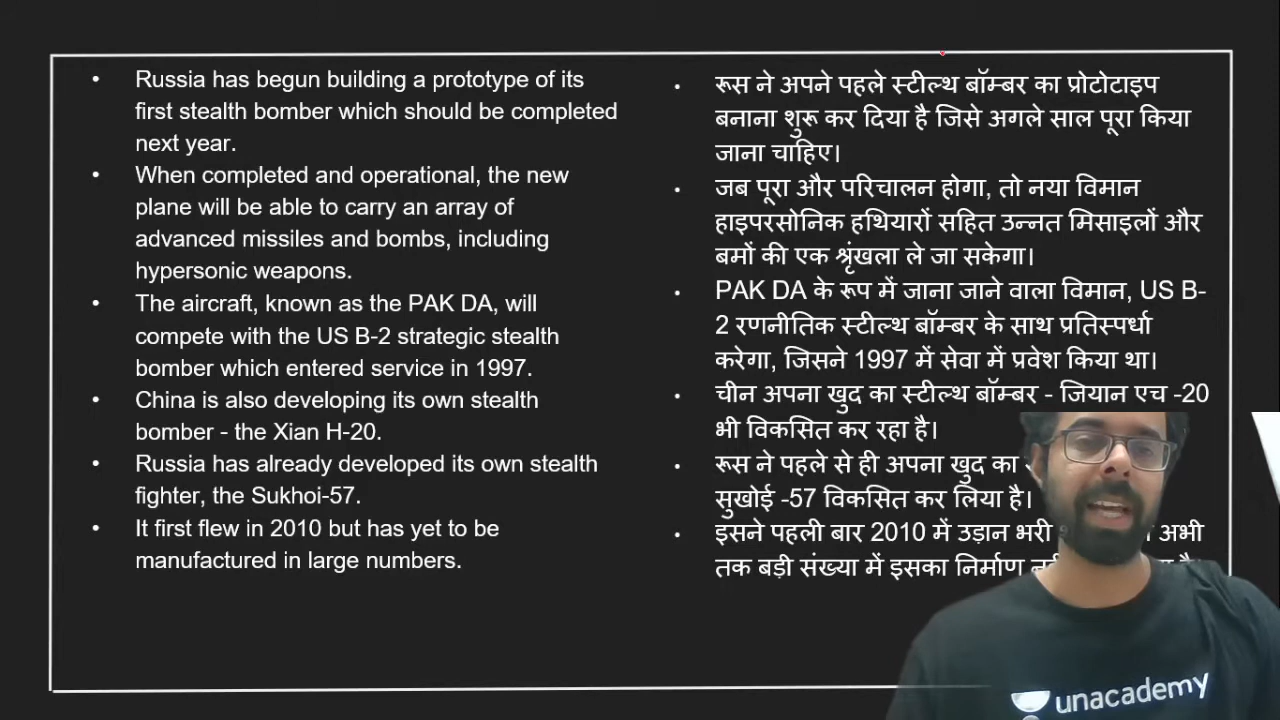 • Russia has begun building a prototype of its
first stealth bomber which should be completed
next year.
• When completed and operational, the new
plane will be able to carry an array of
advanced missiles and bombs, including
hypersonic weapons.
• The aircraft, known as the PAK DA, will
compete with the US B-2 strategic stealth
bomber which entered service in 1997.
• China is also developing its own stealth
bomber - the Xian H-20.
• Russia has already developed its own stealth
fighter, the Sukhoi-57.
• It first flew in 2010 but has yet to be
manufactured in large numbers.
• रूस ने अपने पहले स्टील्थ बॉम्बर का प्रोटोटाइप
बनाना शुरू कर दिया है जिसे अगले साल पूरा किया
जाना चाहिए।
• जब पूरा और परिचालन होगा, तो नया विमान
हाइपरसोनिक हथियारों सहित उन्नत मिसाइलों और
बमों की एक श्रृंखला ले जा सकेगा।
• PAK DA के रूप में जाना जाने वाला विमान, US B-
2 रणनीतिक स्टील्थ बॉम्बर के साथ प्रतिस्पर्धा
करेगा, जिसने 1997 में सेवा में प्रवेश किया था।
• चीन अपना खुद का स्टील्थ बॉम्बर - जियान एच -20
भी विकसित कर रहा है।
• रूस ने पहले से ही अपना खुद का
सुखोई -57 विकसित कर लिया है।
• इसने पहली बार 2010 में उड़ान भरी अभी
तक बड़ी संख्या में इसका निर्माण
unacademy